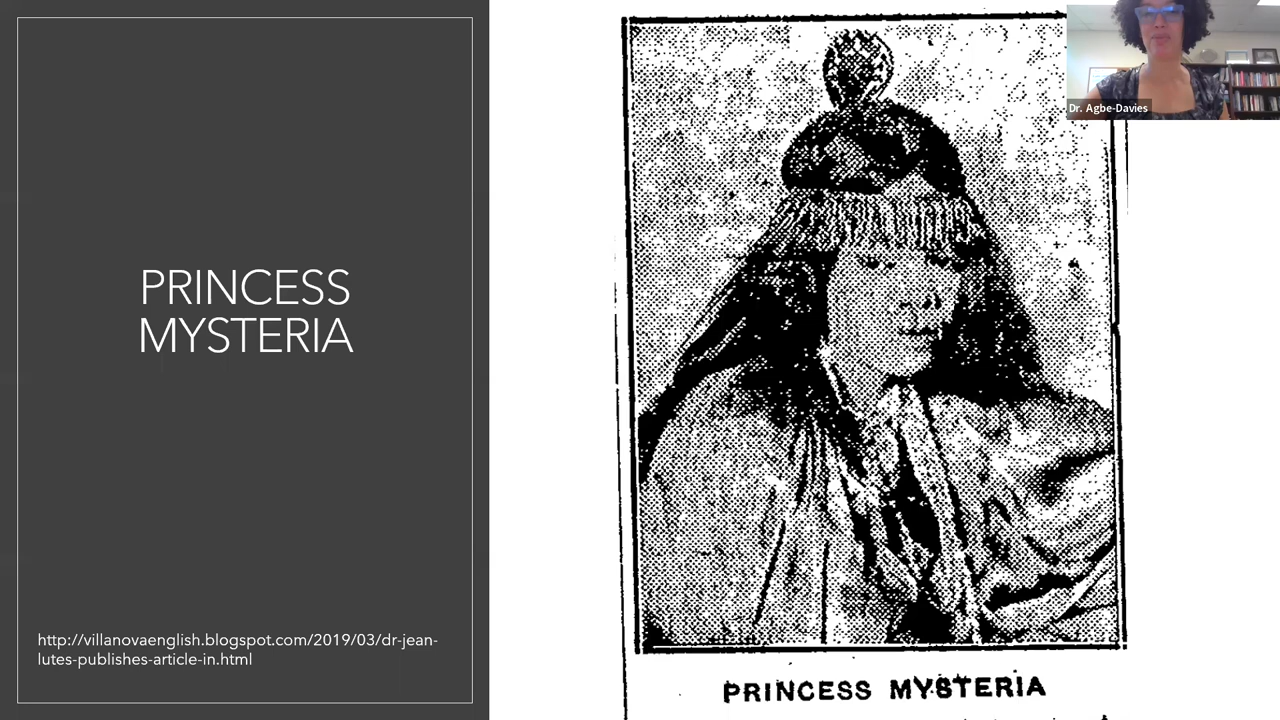 PRINCESS
MYSTERIA
http://villanovaenglish.blogspot.com/2019/03/dr-jean-
lutes-publishes-article-in.html
Dr. Agbe-Davies
PRINCESS MYSTERIA